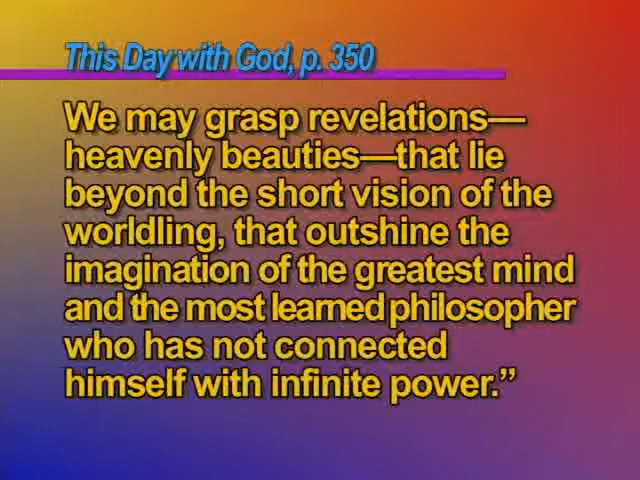 This Day with God, p. 350
We may grasp revelations—
heavenly beauties—that lie
beyond the short vision of the
worldling, that outshine the
imagination of the greatest mind
and the most learned philosopher
who has not connected
himself with infinite power.”